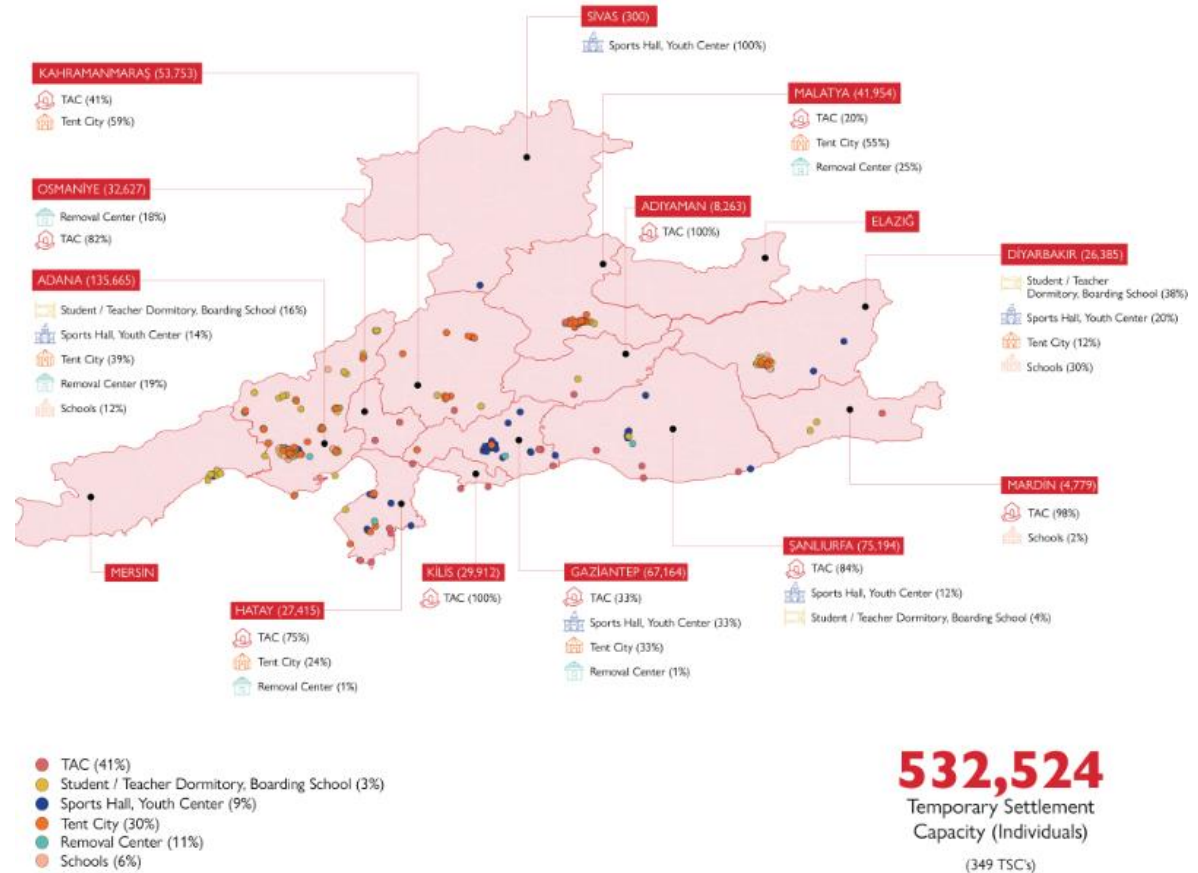 SİVAS (300)
Sports Hall, Youth Center (100%)
KAHRAMANMARAŞ (53,753)
TAC (41%)
Tent City (59%)
MALATYA (41,954)
TAC (20%)
Tent City (55%)
Removal Center (25%)
OSMANİYE (32,627)
Removal Center (18%)
TAC (82%)
ADIYAMAN (8,263)
TAC (100%)
ELAZIĞ
DİYARBAKIR (26,385)
Student / Teacher
Dormitory, Boarding School (38%)
Sports Hall, Youth Center (20%)
Tent City (12%)
Schools (30%)
ADANA (135,665)
Student / Teacher Dormitory, Boarding School (16%)
Sports Hall, Youth Center (14%)
Tent City (39%)
Removal Center (19%)
Schools (12%)
MARDİN (4,779)
TAC (98%)
Schools (2%)
MERSIN
HATAY (27,415)
TAC (75%)
Tent City (24%)
Removal Center (1%)
KİLİS (29,912)
TAC (100%)
GAZİANTEP (67,164)
TAC (33%)
Sports Hall, Youth Center (33%)
Tent City (33%)
Removal Center (1%)
ŞANLIURFA (75,194)
TAC (84%)
Sports Hall, Youth Center (12%)
Student / Teacher Dormitory, Boarding School (4%)
TAC (41%)
Student / Teacher Dormitory, Boarding School (3%)
Sports Hall, Youth Center (9%)
Tent City (30%)
Removal Center (11%)
Schools (6%)
532,524
Temporary Settlement
Capacity (Individuals)
(349 TSC's)